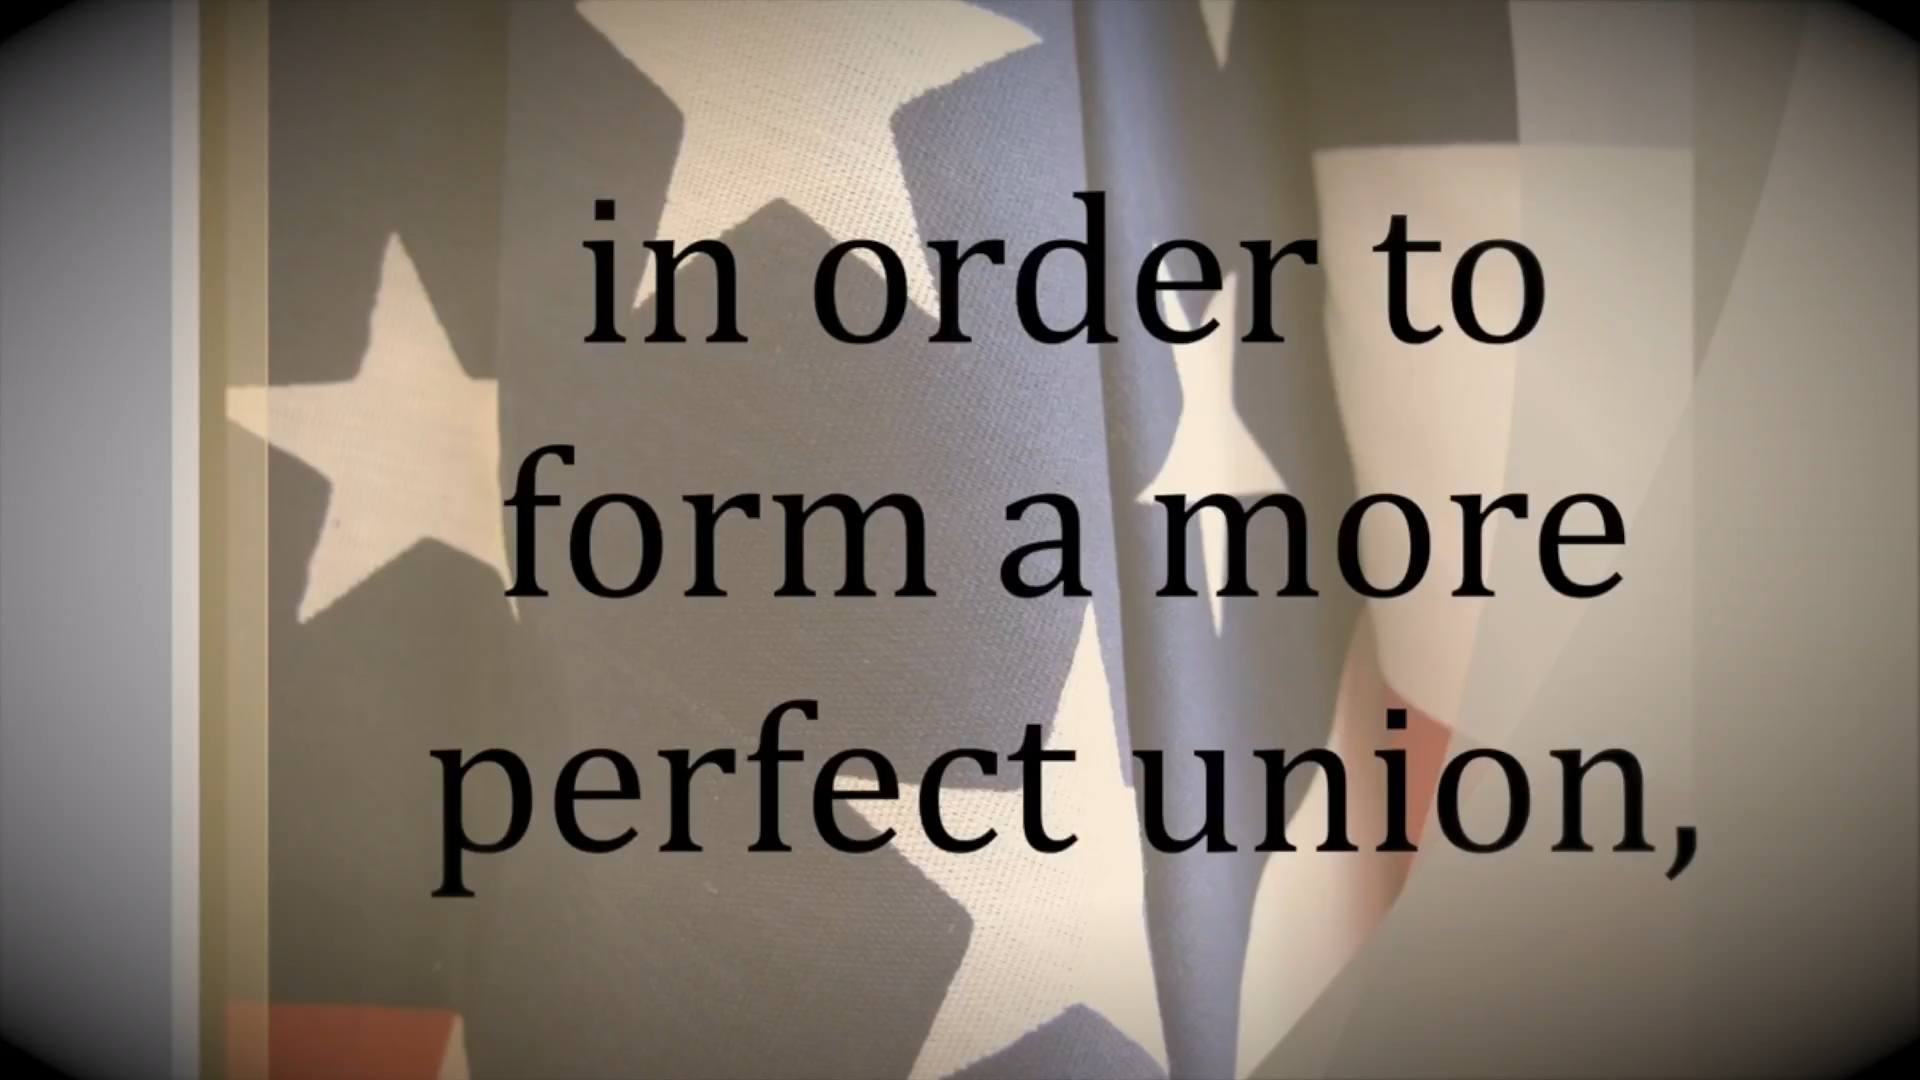 in order to
form a more
perfect union,